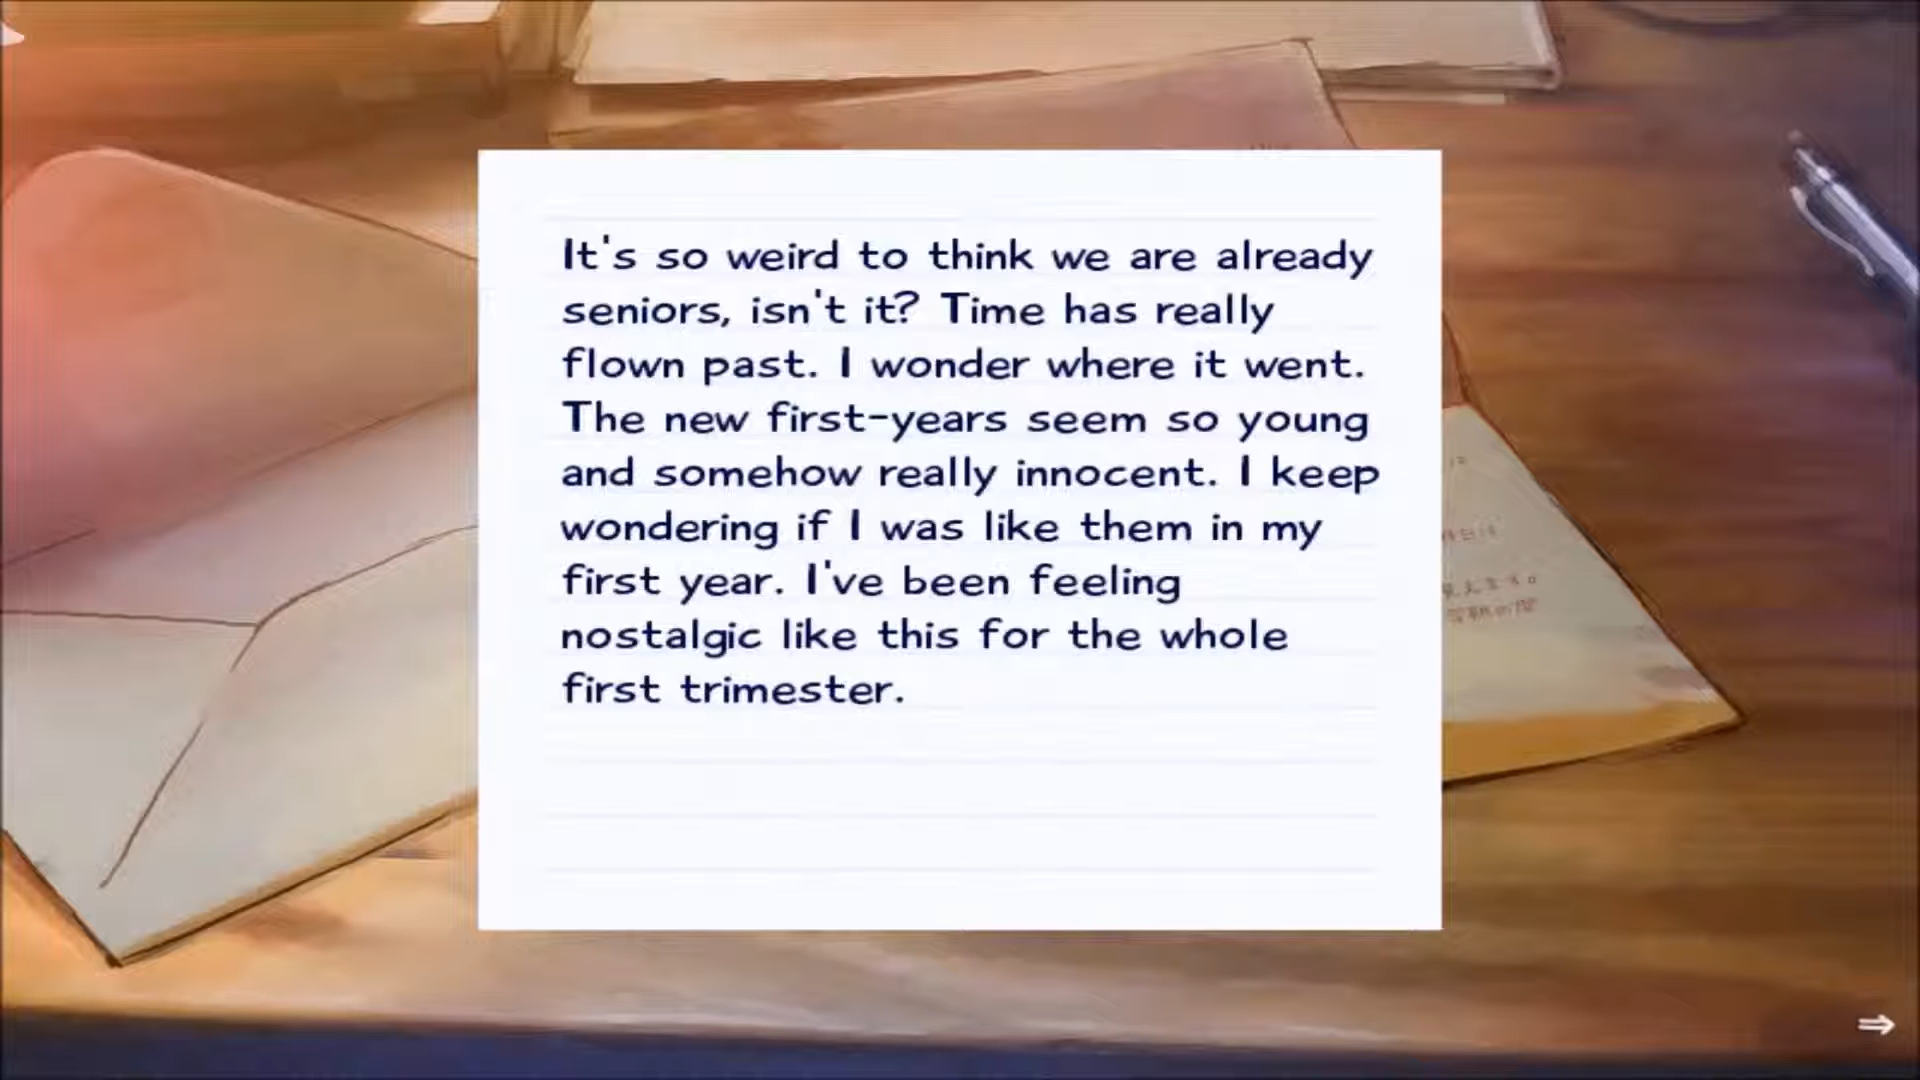 It's so weird to think we are already
seniors, isn't it? Time has really
flown past. I wonder where it went.
The new first-years seem so young
and somehow really innocent. I keep
wondering if I was like them in my
first year. I've been feeling
nostalgic like this for the whole
first trimester.